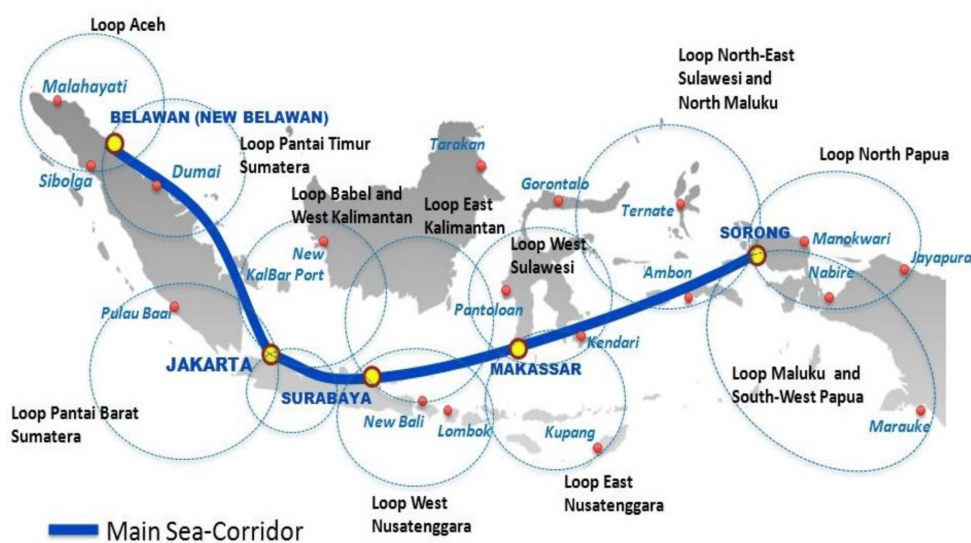 Loop Aceh
Malahayati
BELAWAN (NEW BELAWAN)
Loop Pantai Timur
Sumatera
Sibolga
Dumai
Loop Babel and
West Kalimantan
New
KalBar Port
Tarakan
Loop East
Kalimantan
Gorontalo
Loop West
Sulawesi
Loop North-East
Sulawesi and
North Maluku
Ternate
Loop North Papua
SORONG
Manokwari
Jayapura
Nabire
Ambon
Pantoloan
Kendari
Pulau Baai
JAKARTA
SURABAYA
MAKASSAR
Loop Maluku and
South-West Papua
Marauke
Loop Pantai Barat
Sumatera
New Bali
Lombok
Kupang
Loop West
Nusatenggara
Loop East
Nusatenggara
Main Sea-Corridor